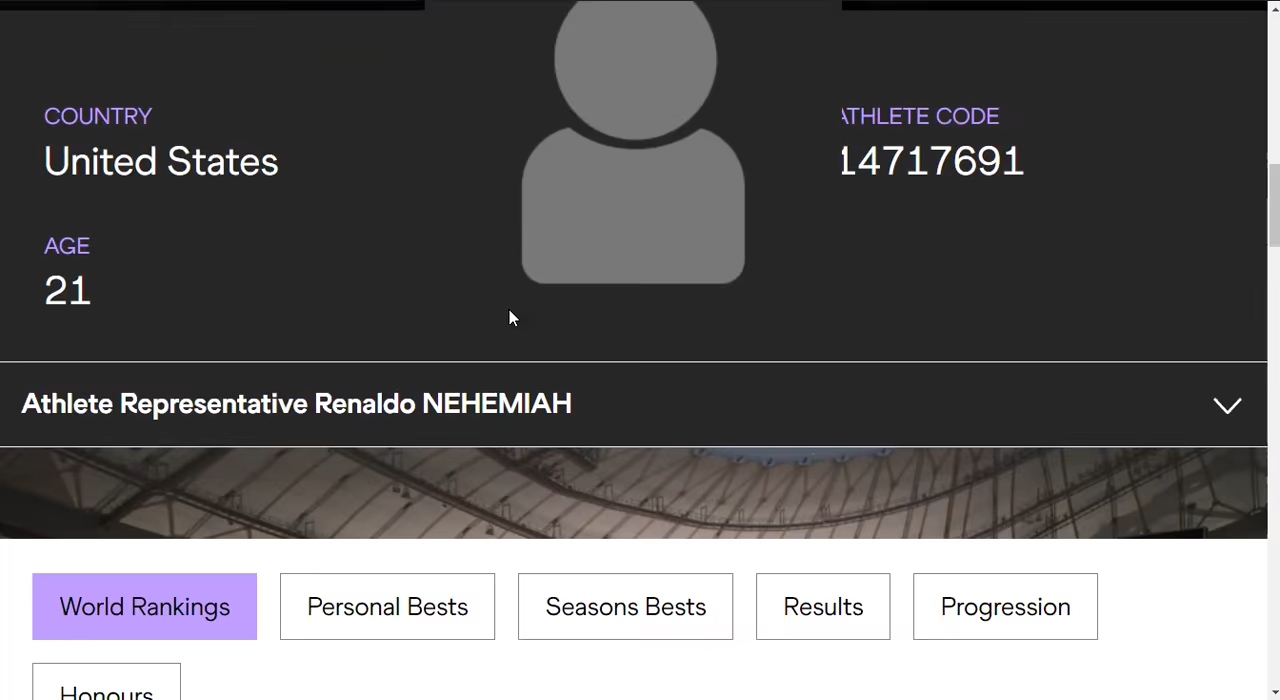 COUNTRY
United States
ATHLETE CODE
14717691
AGE
21
Athlete Representative Renaldo NEHEMIAH
World Rankings
Personal Bests
Seasons Bests
Results
Progression
Honours